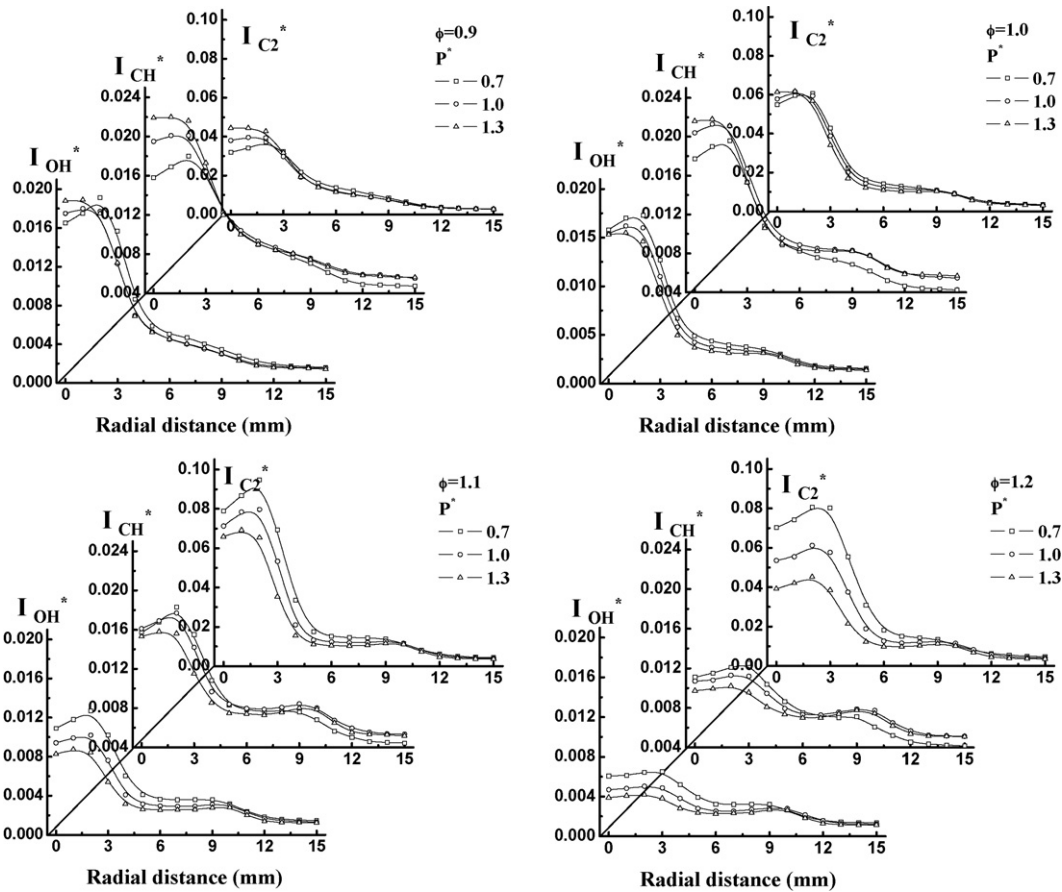 I C2*
ϕ=0.9
P*
0.7
1.0
1.3
0.10
0.08
0.06
0.04
0.02
0.00
0 3 6 9 12 15
I CH*
0.024
0.020
0.016
0.012
0.008
0.004
0 3 6 9 12 15
I OH*
0.020
0.016
0.012
0.008
0.004
0.000
0 3 6 9 12 15
Radial distance (mm)
I C2*
ϕ=1.0
P*
0.7
1.0
1.3
0.10
0.08
0.06
0.04
0.02
0.00
0 3 6 9 12 15
I CH*
0.024
0.020
0.016
0.012
0.008
0.004
0 3 6 9 12 15
I OH*
0.020
0.015
0.010
0.005
0.000
0 3 6 9 12 15
Radial distance (mm)
I C2*
ϕ=1.1
P*
0.7
1.0
1.3
0.10
0.08
0.06
0.04
0.02
0.00
0 3 6 9 12 15
I CH*
0.024
0.020
0.016
0.012
0.008
0.004
0 3 6 9 12 15
I OH*
0.020
0.016
0.012
0.008
0.004
0.000
0 3 6 9 12 15
Radial distance (mm)
I C2*
ϕ=1.2
P*
0.7
1.0
1.3
0.10
0.08
0.06
0.04
0.02
0.00
0 3 6 9 12 15
I CH*
0.024
0.020
0.016
0.012
0.008
0.004
0 3 6 9 12 15
I OH*
0.020
0.016
0.012
0.008
0.004
0.000
0 3 6 9 12 15
Radial distance (mm)